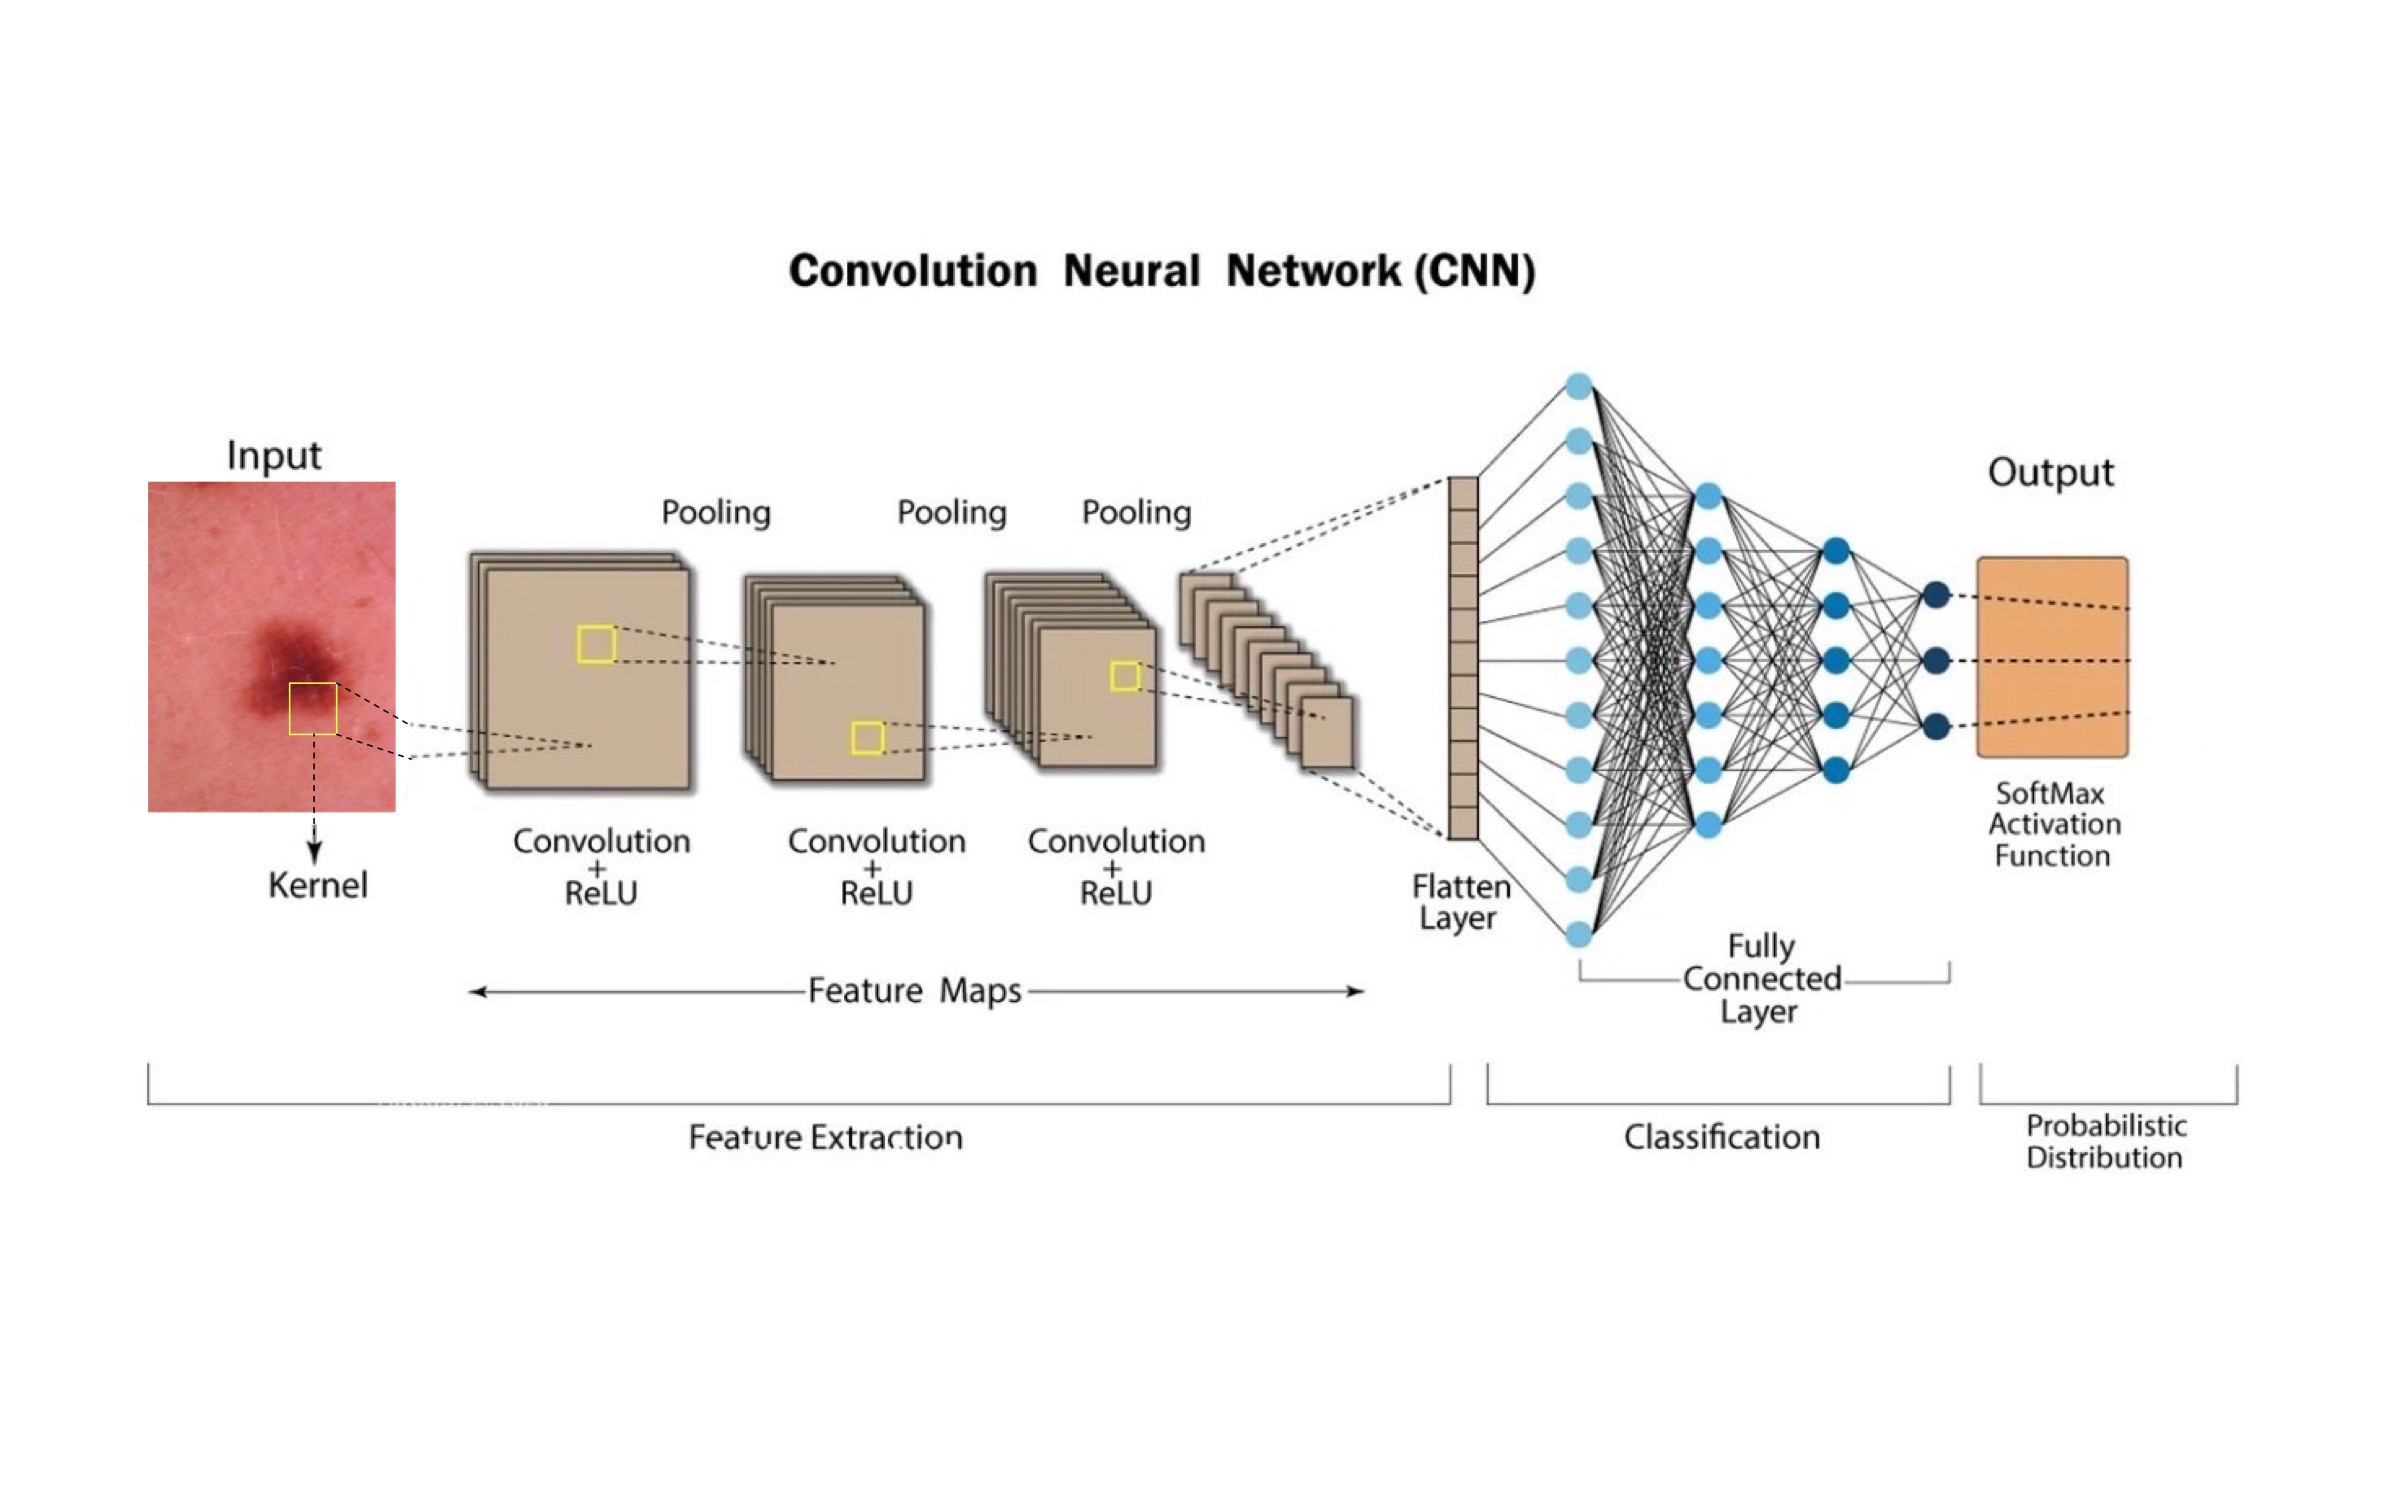 Convolution Neural Network (CNN)
Input
Output
Pooling
Pooling
Pooling
Kernel
Convolution
+
ReLU
Convolution
+
ReLU
Convolution
+
ReLU
Flatten
Layer
SoftMax
Activation
Function
Fully
Connected
Layer
Feature Maps
Feature Extraction
Classification
Probabilistic
Distribution